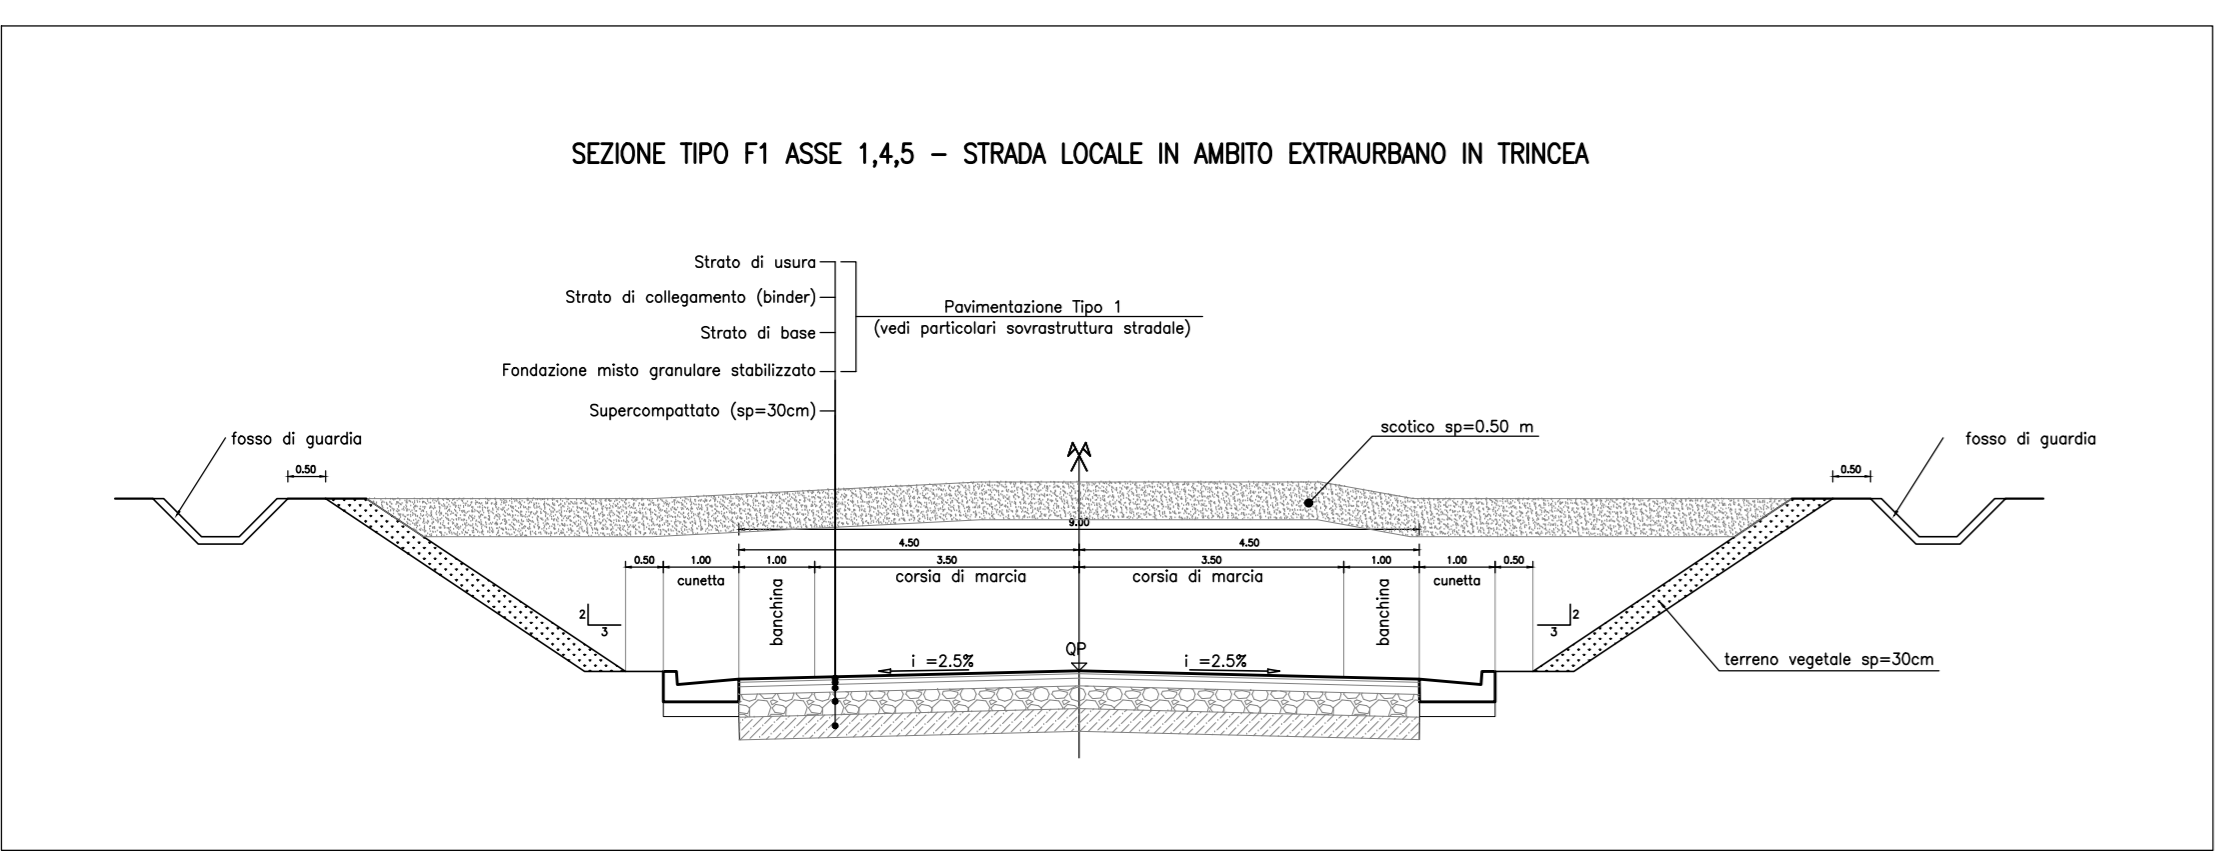 SEZIONE TIPO F1 ASSE 1,4,5 – STRADA LOCALE IN AMBITO EXTRAURBANO IN TRINCEA
Strato di usura
Strato di collegamento (binder)
Pavimentazione Tipo 1
(vedi particolari sovrastruttura stradale)
Strato di base
Fondazione misto granulare stabilizzato
Supercompattato (sp=30cm)
scotico sp=0.50 m
fosso di guardia
fosso di guardia
0.50
0.50
9.00
4.50 4.50
0.50 1.00 1.00 3.50 3.50 1.00 1.00 0.50
cunetta corsia di marcia corsia di marcia cunetta
banchina
banchina
2
3
2
3
QP
i =2.5% i =2.5%
terreno vegetale sp=30cm